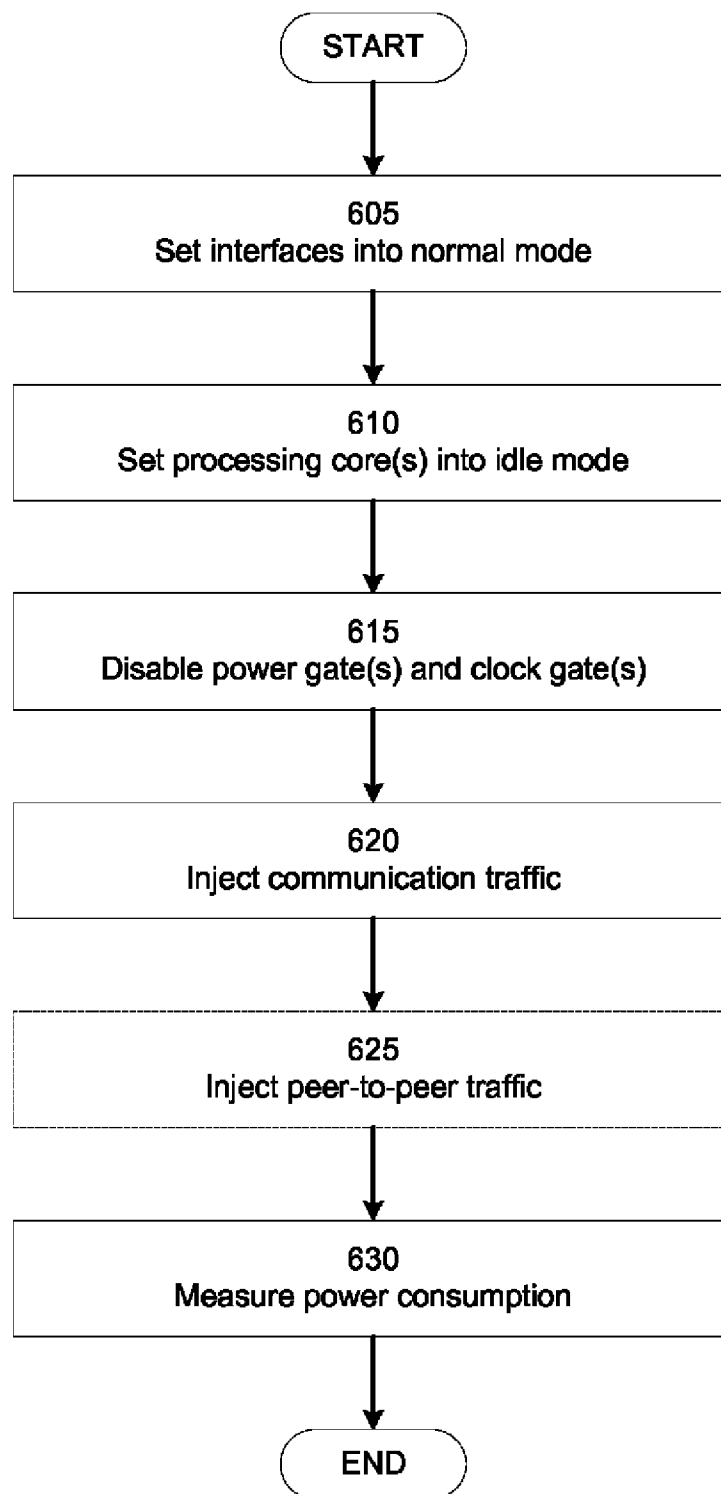 START
605
Set interfaces into normal mode
610
Set processing core(s) into idle mode
615
Disable power gate(s) and clock gate(s)
620
Inject communication traffic
625
Inject peer-to-peer traffic
630
Measure power consumption
END